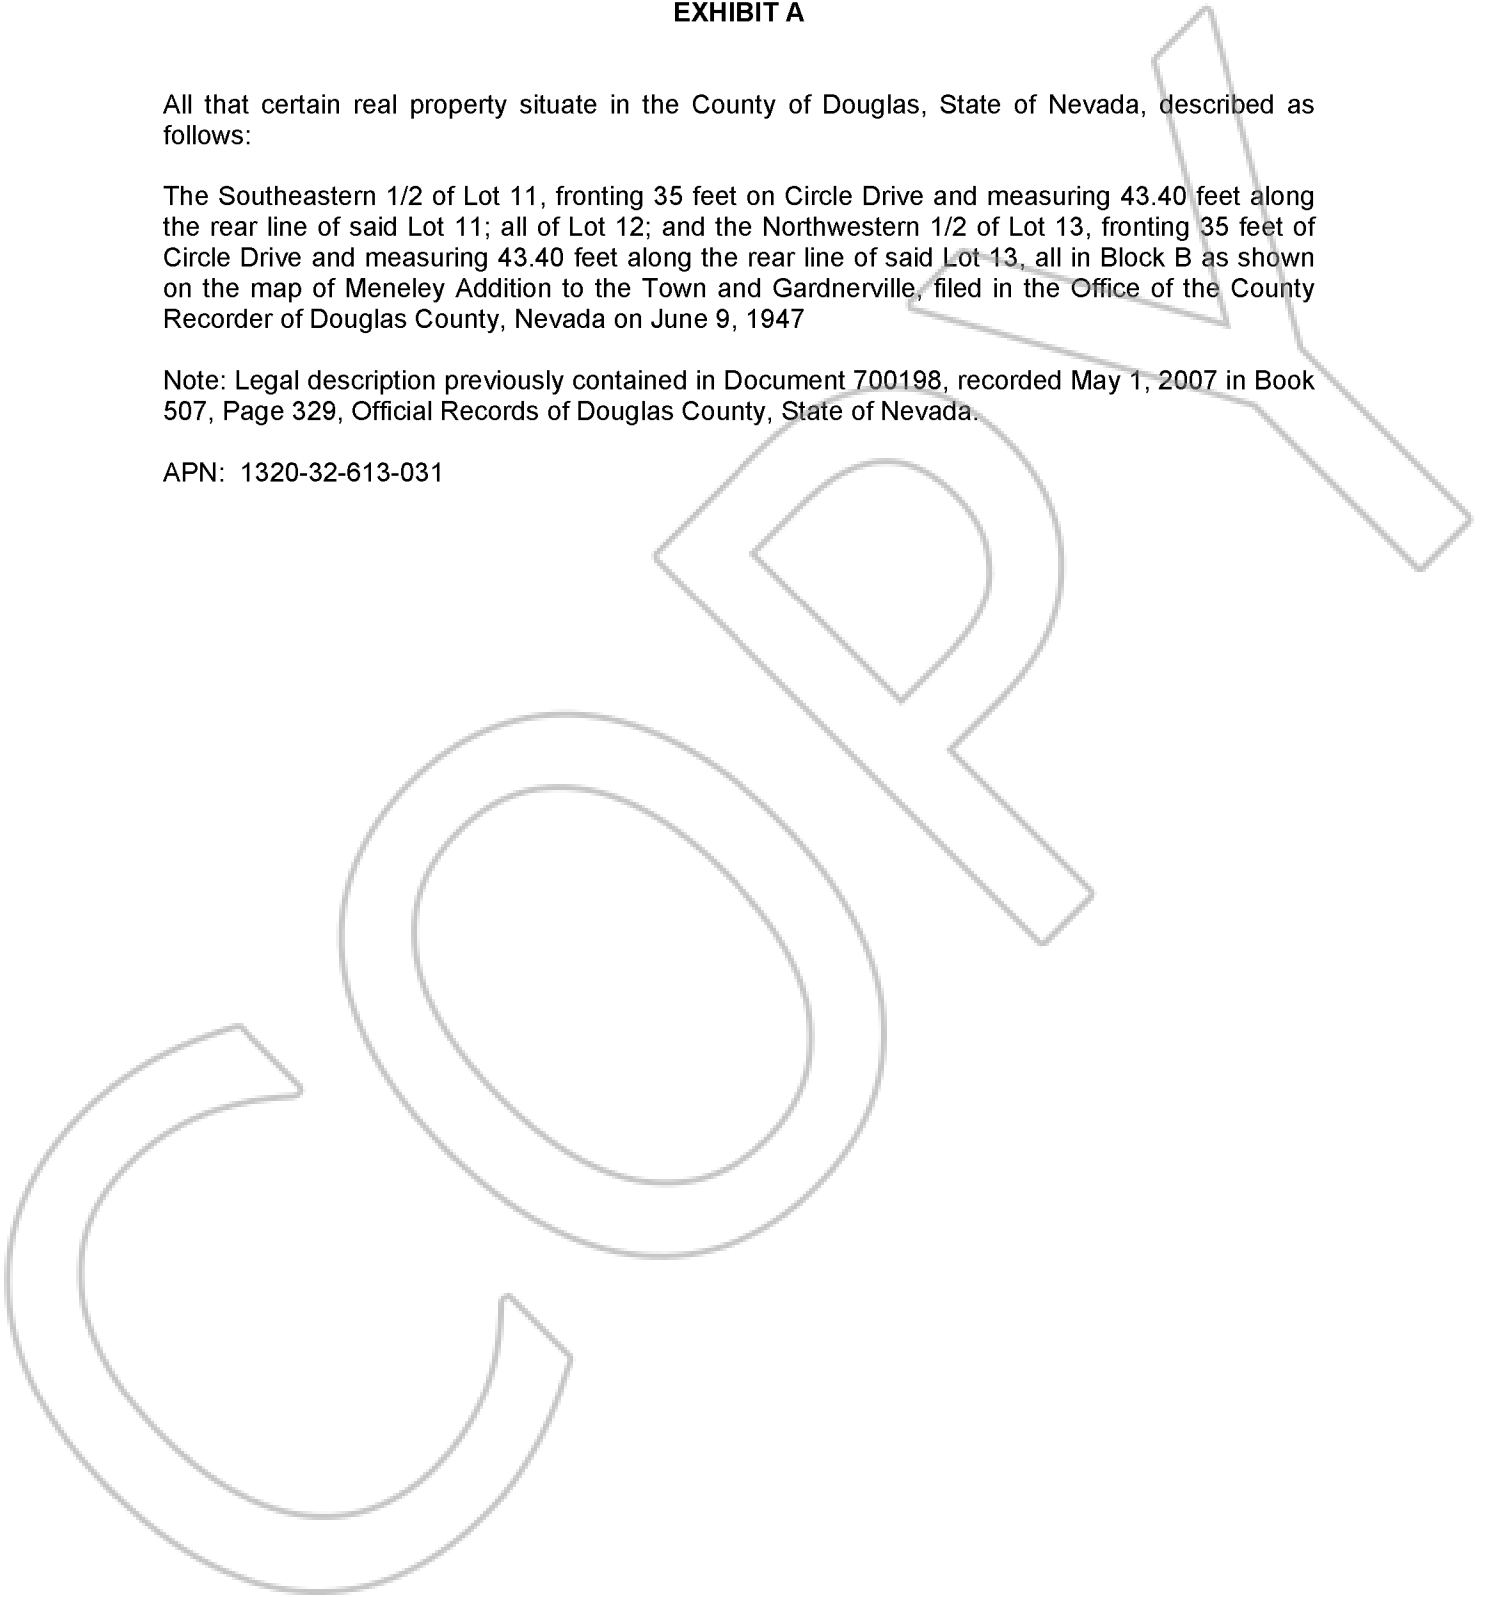 EXHIBIT A
All that certain real property situate in the County of Douglas, State of Nevada, described as
follows:
The Southeastern 1/2 of Lot 11, fronting 35 feet on Circle Drive and measuring 43.40 feet along
the rear line of said Lot 11; all of Lot 12; and the Northwestern 1/2 of Lot 13, fronting 35 feet of
Circle Drive and measuring 43.40 feet along the rear line of said Lot 13, all in Block B as shown
on the map of Meneley Addition to the Town and Gardnerville, filed in the Office of the County
Recorder of Douglas County, Nevada on June 9, 1947
Note: Legal description previously contained in Document 700198, recorded May 1, 2007 in Book
507, Page 329, Official Records of Douglas County, State of Nevada.
APN: 1320-32-613-031
COPY